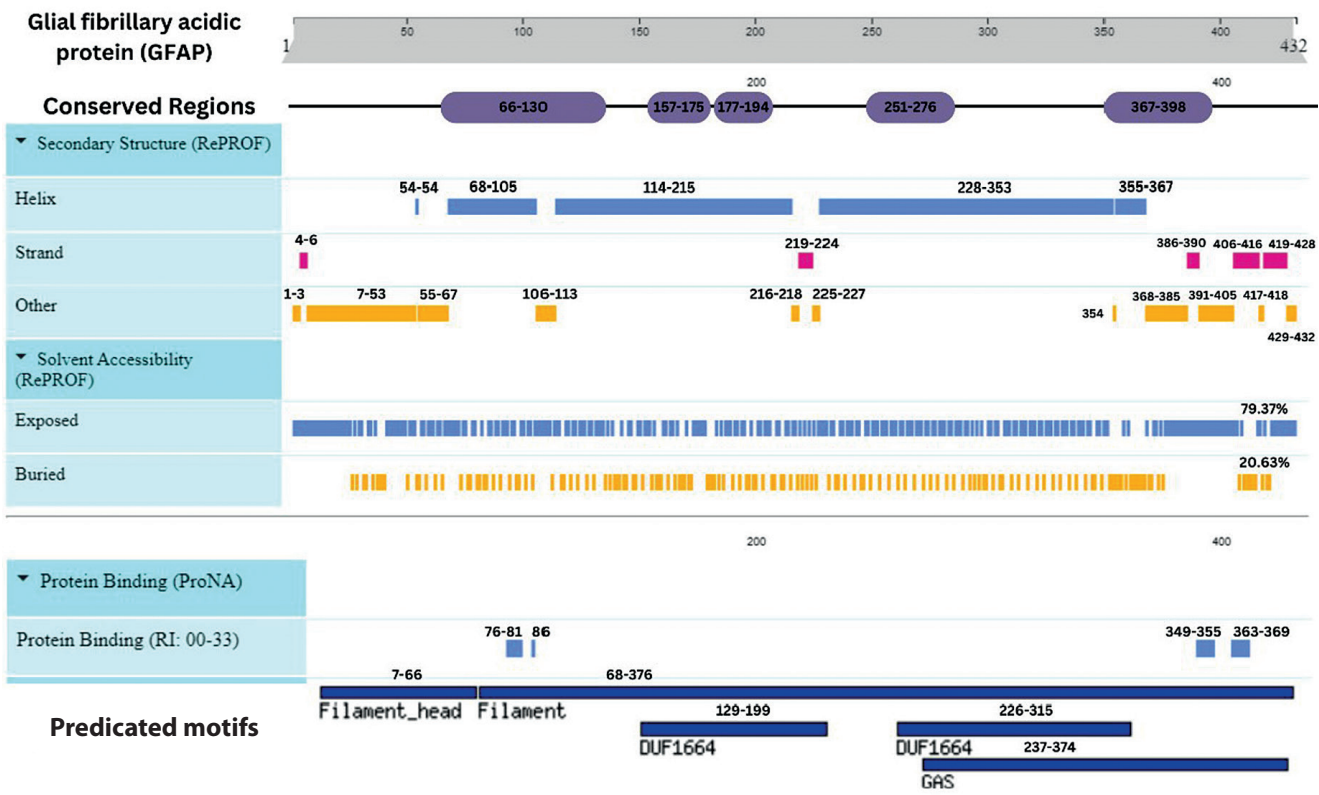 Glial fibrillary acidic
protein (GFAP)
50 100 150 200 250 300 350 400
1 432
200 400
Conserved Regions
66-130 157-175 177-194 251-276 367-398
Secondary Structure (RePROF)
Helix
54-54 68-105 114-215 228-353 355-367
Strand
4-6 219-224 386-390 406-416 419-428
Other
1-3 7-53 55-67 106-113 216-218 225-227 354 368-385 391-405 417-418
429-432
Solvent Accessibility
(RePROF)
Exposed
79.37%
Buried
20.63%
200 400
Protein Binding (ProNA)
Protein Binding (RI: 00-33)
76-81 86 349-355 363-369
7-66 68-376
Filament_head Filament
Predicated motifs
129-199 226-315
DUF1664 DUF1664
237-374
GAS